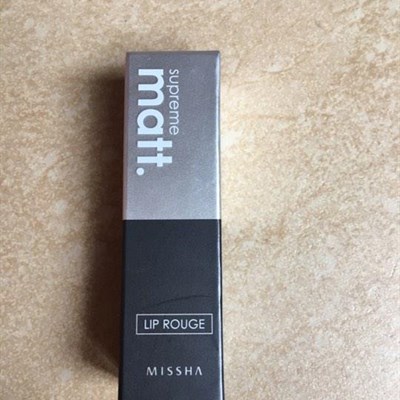 supreme
matt.
LIP ROUGE
MISSHA